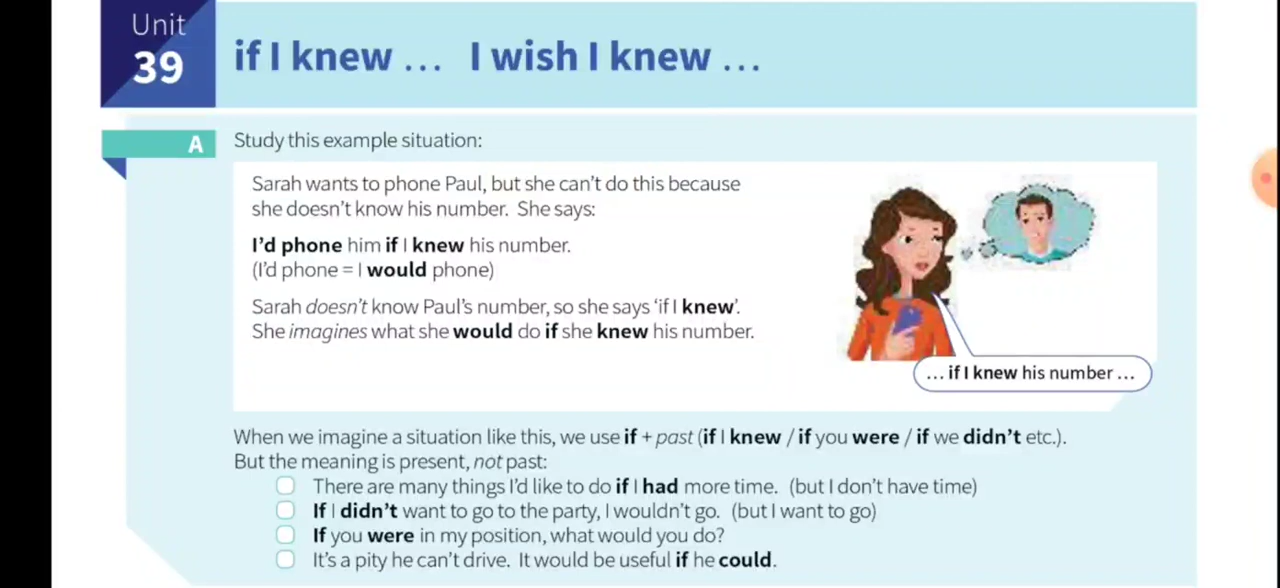 Unit
39
if I knew … I wish I knew …
A
Study this example situation:
Sarah wants to phone Paul, but she can’t do this because
she doesn’t know his number. She says:
I’d phone him if I knew his number.
(I’d phone = I would phone)
Sarah doesn’t know Paul’s number, so she says ‘if I knew’.
She imagines what she would do if she knew his number.
… if I knew his number …
When we imagine a situation like this, we use if + past (if I knew / if you were / if we didn’t etc.).
But the meaning is present, not past:
There are many things I’d like to do if I had more time. (but I don’t have time)
If I didn’t want to go to the party, I wouldn’t go. (but I want to go)
If you were in my position, what would you do?
It’s a pity he can’t drive. It would be useful if he could.